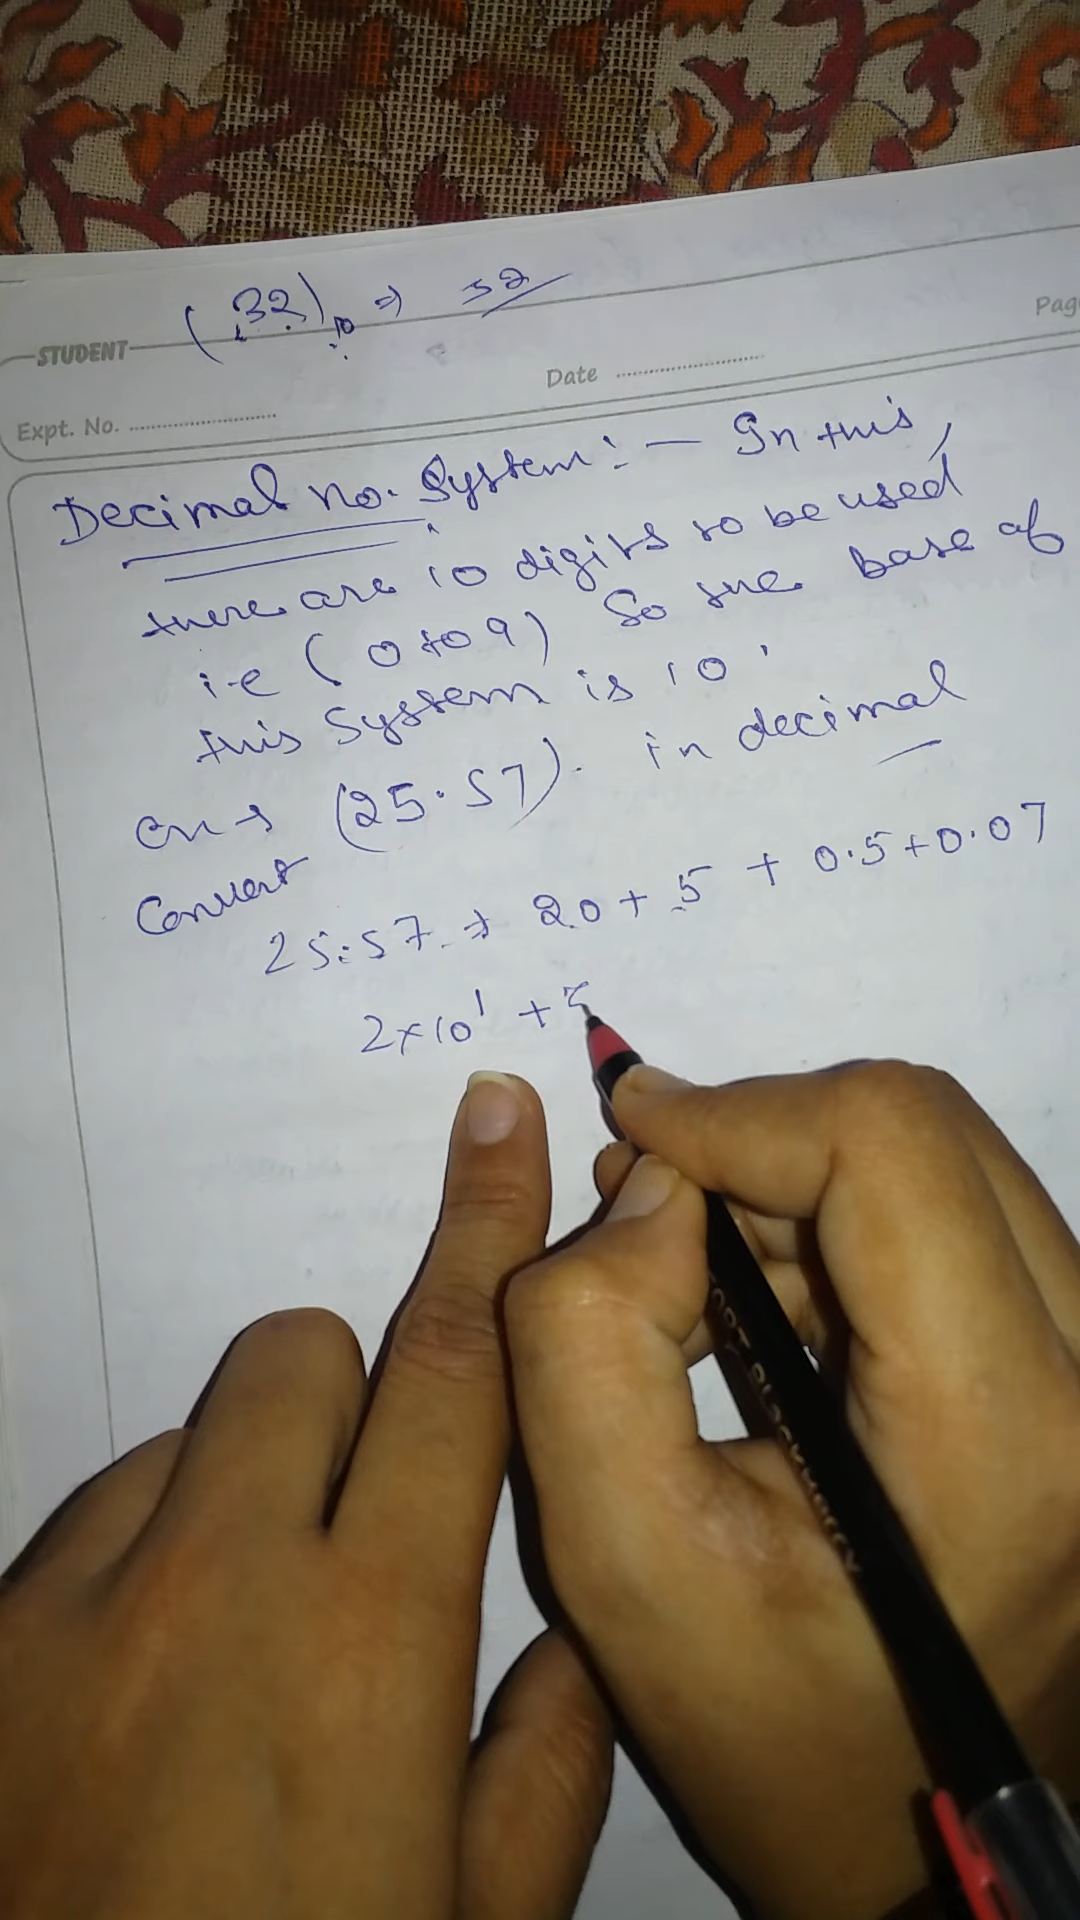 (32)10 => 32
STUDENT
Pag
Date
Expt. No.
Decimal no. System:- In this,
there are 10 digits to be used
i.e (0 to 9) So the base of
this System is 10'
(25.57). in decimal
Convert
25.57 → 20 + 5 + 0.5 + 0.07
2×10¹ + 5